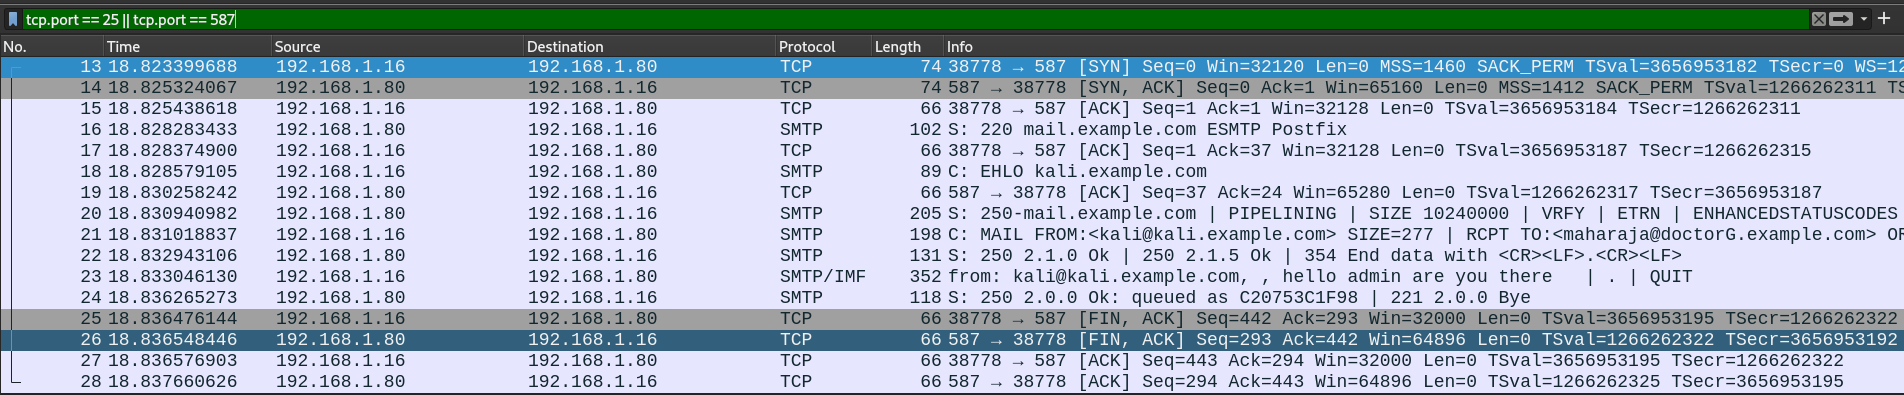 tcp.port == 25 || tcp.port == 587
No. Time Source Destination Protocol Length Info
13 18.823399688 192.168.1.16 192.168.1.80 TCP 74 38778 → 587 [SYN] Seq=0 Win=32120 Len=0 MSS=1460 SACK_PERM TSval=3656953182 TSecr=0 WS=12
14 18.825324067 192.168.1.80 192.168.1.16 TCP 74 587 → 38778 [SYN, ACK] Seq=0 Ack=1 Win=65160 Len=0 MSS=1412 SACK_PERM TSval=1266262311 TS
15 18.825438618 192.168.1.16 192.168.1.80 TCP 66 38778 → 587 [ACK] Seq=1 Ack=1 Win=32128 Len=0 TSval=3656953184 TSecr=1266262311
16 18.828283433 192.168.1.80 192.168.1.16 SMTP 102 S: 220 mail.example.com ESMTP Postfix
17 18.828374900 192.168.1.16 192.168.1.80 TCP 66 38778 → 587 [ACK] Seq=1 Ack=37 Win=32128 Len=0 TSval=3656953187 TSecr=1266262315
18 18.828579105 192.168.1.16 192.168.1.80 SMTP 89 C: EHLO kali.example.com
19 18.830258242 192.168.1.80 192.168.1.16 TCP 66 587 → 38778 [ACK] Seq=37 Ack=24 Win=65280 Len=0 TSval=1266262317 TSecr=3656953187
20 18.830940982 192.168.1.80 192.168.1.16 SMTP 205 S: 250-mail.example.com | PIPELINING | SIZE 10240000 | VRFY | ETRN | ENHANCEDSTATUSCODES
21 18.831018837 192.168.1.16 192.168.1.80 SMTP 198 C: MAIL FROM:<kali@kali.example.com> SIZE=277 | RCPT TO:<maharaja@doctorG.example.com> OR
22 18.832943106 192.168.1.80 192.168.1.16 SMTP 131 S: 250 2.1.0 Ok | 250 2.1.5 Ok | 354 End data with <CR><LF>.<CR><LF>
23 18.833046130 192.168.1.16 192.168.1.80 SMTP/IMF 352 from: kali@kali.example.com, , hello admin are you there | . | QUIT
24 18.836265273 192.168.1.80 192.168.1.16 SMTP 118 S: 250 2.0.0 Ok: queued as C20753C1F98 | 221 2.0.0 Bye
25 18.836476144 192.168.1.16 192.168.1.80 TCP 66 38778 → 587 [FIN, ACK] Seq=442 Ack=293 Win=32000 Len=0 TSval=3656953195 TSecr=1266262322
26 18.836548446 192.168.1.80 192.168.1.16 TCP 66 587 → 38778 [FIN, ACK] Seq=293 Ack=442 Win=64896 Len=0 TSval=1266262322 TSecr=3656953192
27 18.836576903 192.168.1.16 192.168.1.80 TCP 66 38778 → 587 [ACK] Seq=443 Ack=294 Win=32000 Len=0 TSval=3656953195 TSecr=1266262322
28 18.837660626 192.168.1.80 192.168.1.16 TCP 66 587 → 38778 [ACK] Seq=294 Ack=443 Win=64896 Len=0 TSval=1266262325 TSecr=3656953195